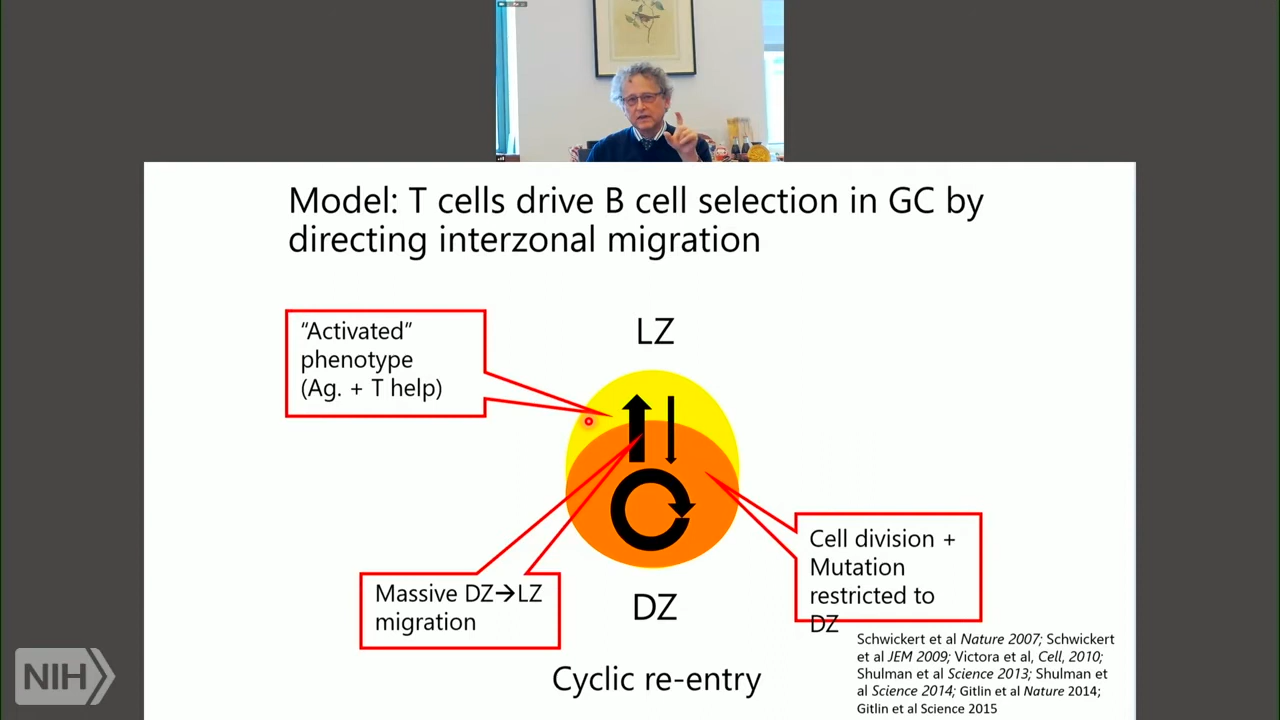 Model: T cells drive B cell selection in GC by
directing interzonal migration
"Activated"
phenotype
(Ag. + T help)
LZ
Massive DZ→LZ
migration
DZ
Cell division +
Mutation
restricted to
DZ
Cyclic re-entry
Schwickert et al Nature 2007; Schwickert
et al JEM 2009; Victora et al, Cell, 2010;
Shulman et al Science 2013; Shulman et
al Science 2014; Gitlin et al Nature 2014;
Gitlin et al Science 2015
NIH